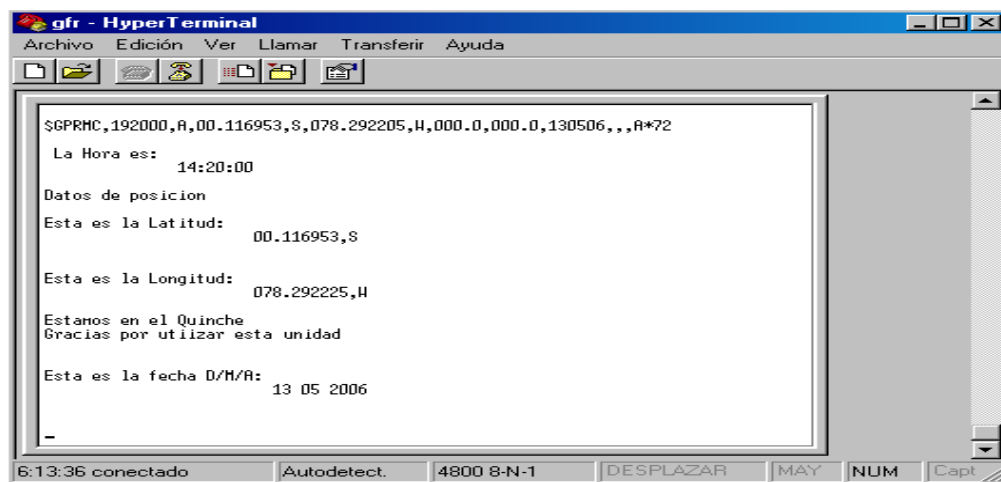 gfr - HyperTerminal
Archivo Edición Ver Llamar Transferir Ayuda
$GPRMC,192000,A,00.116953,S,078.292205,W,000.0,000.0,130506,,,A*72
La Hora es:
14:20:00
Datos de posicion
Esta es la Latitud:
00.116953,S
Esta es la Longitud:
078.292225,W
Estamos en el Quinche
Gracias por utiizar esta unidad
Esta es la fecha D/M/A:
13 05 2006
6:13:36 conectado Autodetect. 4800 8-N-1 DESPLAZAR MAY NUM Capt